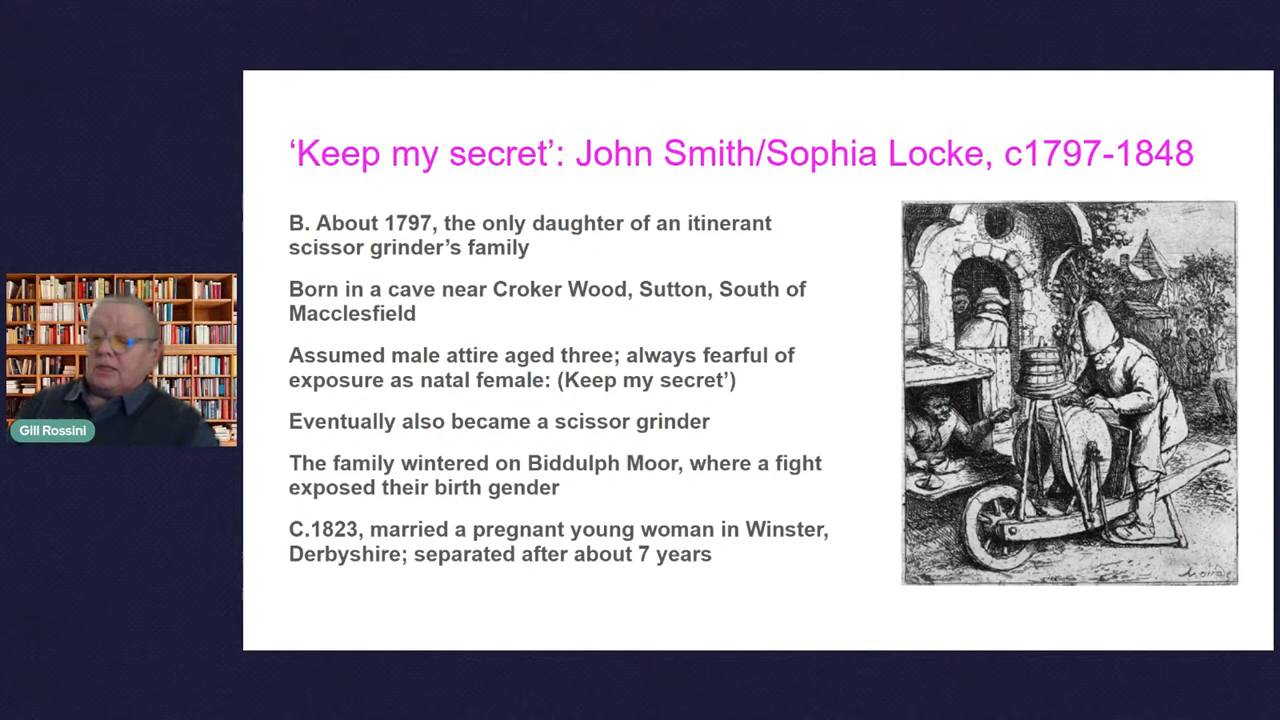 ‘Keep my secret’: John Smith/Sophia Locke, c1797-1848
B. About 1797, the only daughter of an itinerant
scissor grinder’s family
Born in a cave near Croker Wood, Sutton, South of
Macclesfield
Assumed male attire aged three; always fearful of
exposure as natal female: (Keep my secret’)
Eventually also became a scissor grinder
The family wintered on Biddulph Moor, where a fight
exposed their birth gender
C.1823, married a pregnant young woman in Winster,
Derbyshire; separated after about 7 years
Gill Rossini